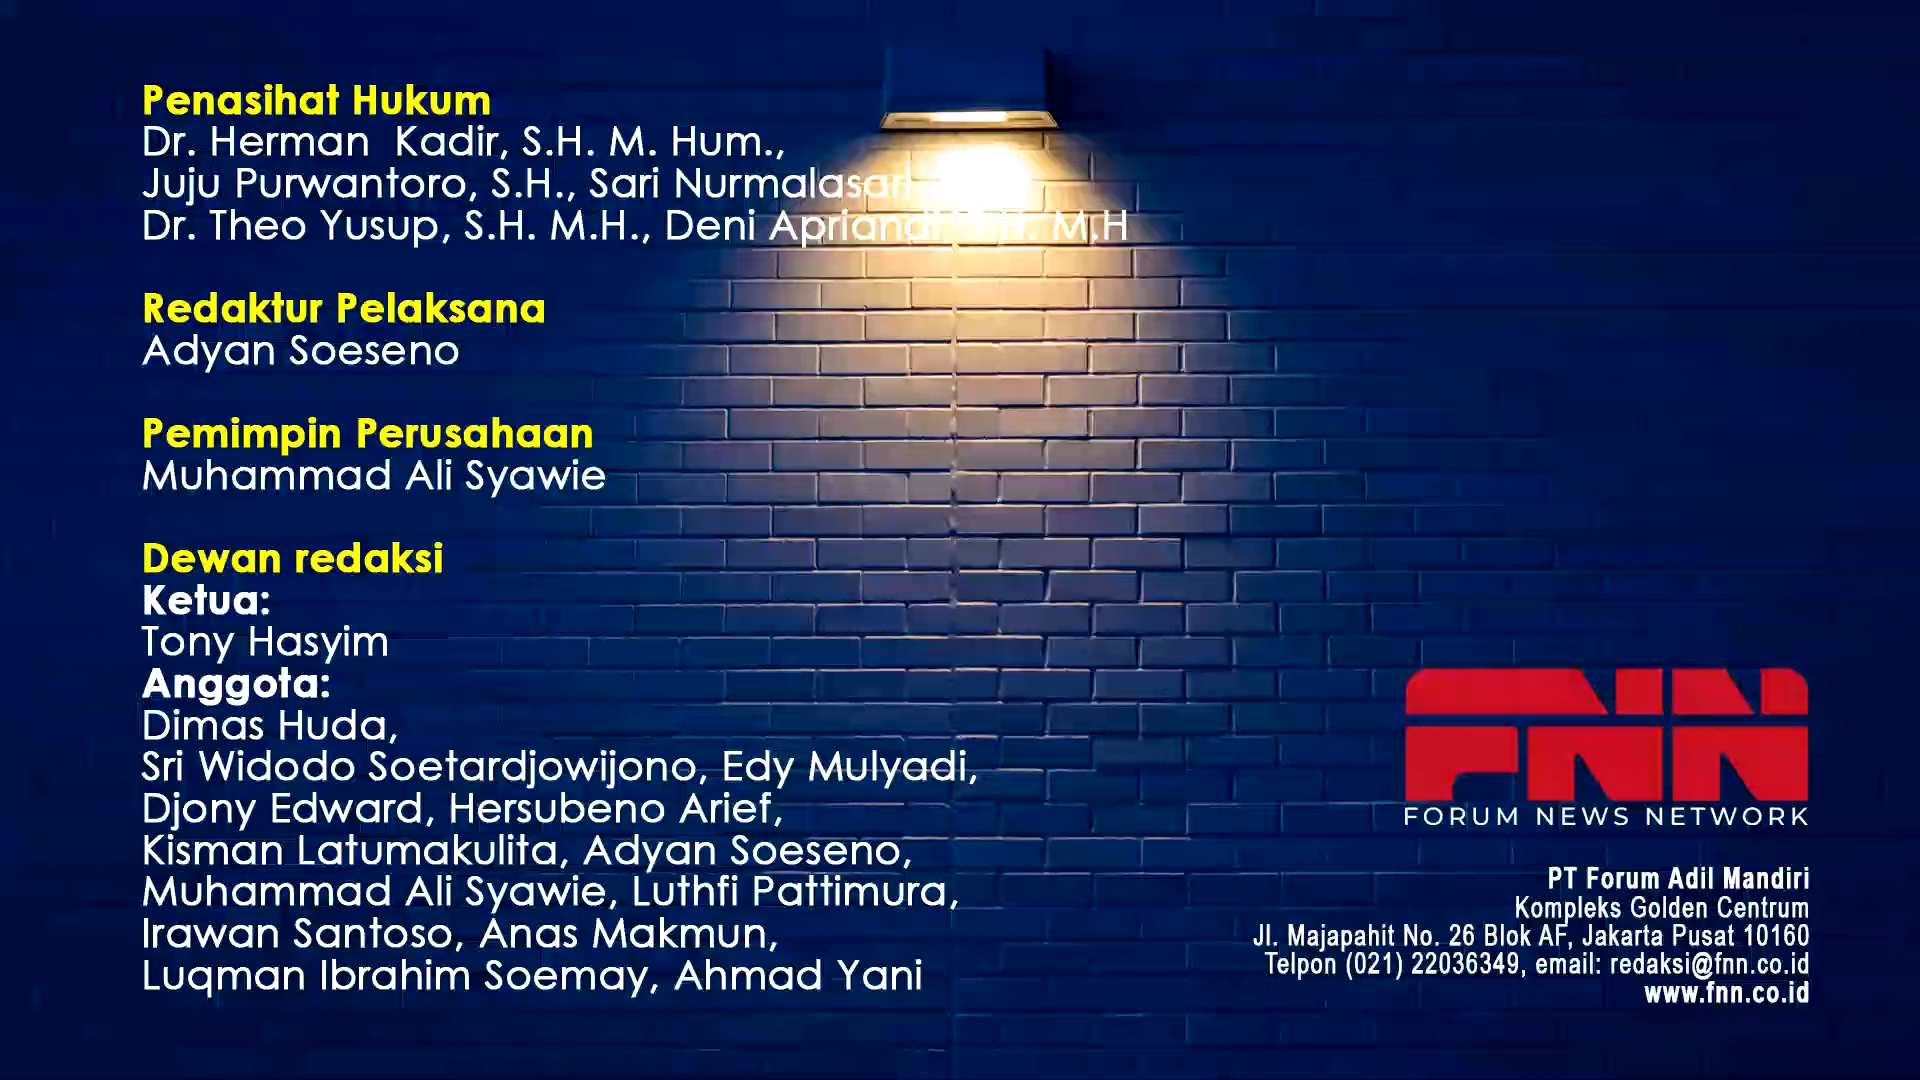 Penasihat Hukum
Dr. Herman  Kadir, S.H. M. Hum.,
Juju Purwantoro, S.H., Sari Nurmalasari
Dr. Theo Yusup, S.H. M.H., Deni Apriandi M.H
Redaktur Pelaksana
Adyan Soeseno
Pemimpin Perusahaan
Muhammad Ali Syawie
Dewan redaksi
Ketua:
Tony Hasyim
Anggota:
Dimas Huda,
Sri Widodo Soetardjowijono, Edy Mulyadi,
Djony Edward, Hersubeno Arief,
Kisman Latumakulita, Adyan Soeseno,
Muhammad Ali Syawie, Luthfi Pattimura,
Irawan Santoso, Anas Makmun,
Luqman Ibrahim Soemay, Ahmad Yani
FNN
FORUM NEWS NETWORK
PT Forum Adil Mandiri
Kompleks Golden Centrum
Jl. Majapahit No. 26 Blok AF, Jakarta Pusat 10160
Telpon (021) 22036349, email: redaksi@fnn.co.id
www.fnn.co.id